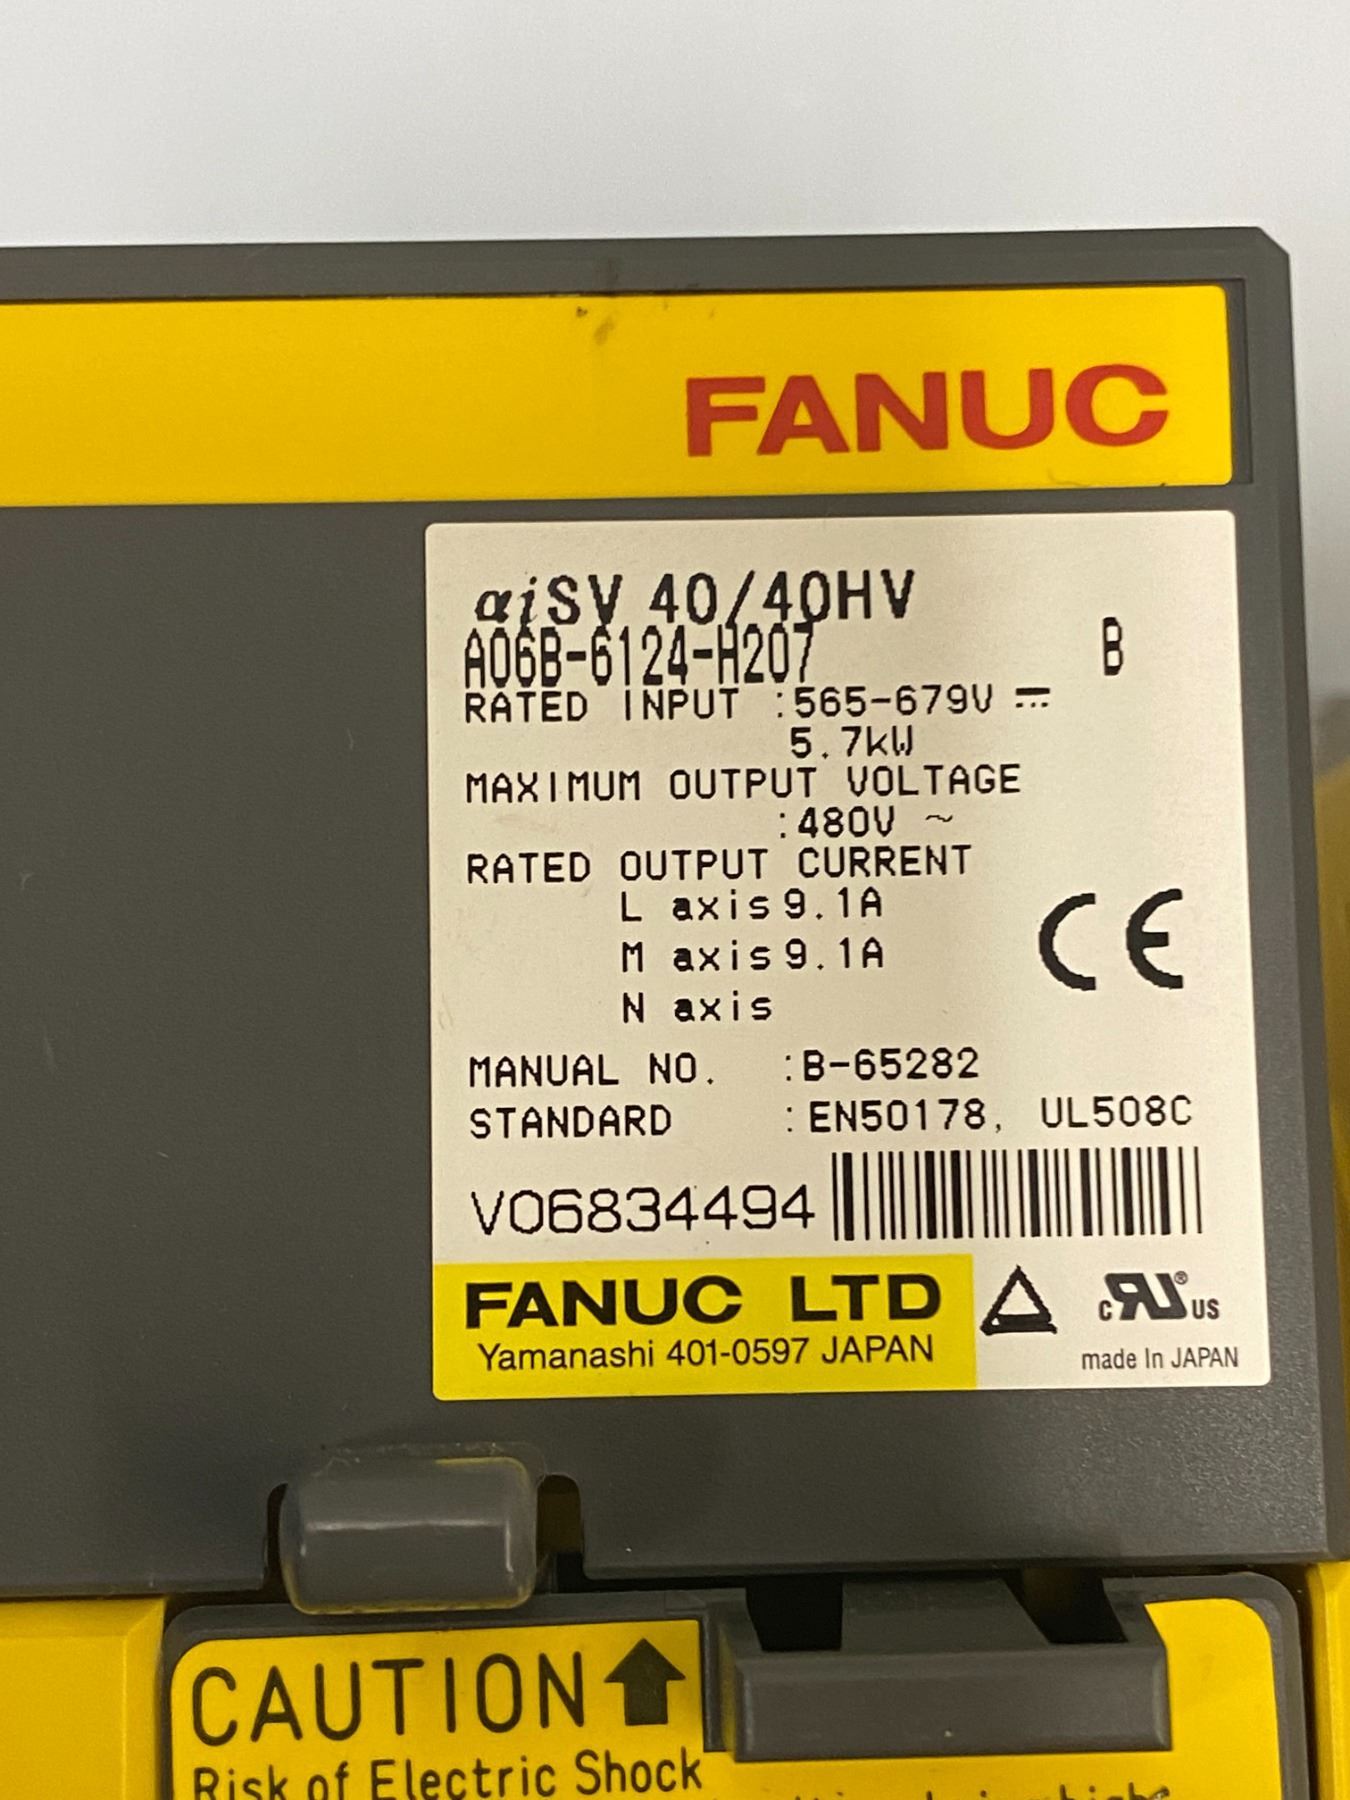 FANUC
αiSV 40/40HV
A06B-6124-H207 B
RATED INPUT :565-679V ⎓
5.7kW
MAXIMUM OUTPUT VOLTAGE
:480V ~
RATED OUTPUT CURRENT
L axis 9.1A
M axis 9.1A
N axis
CE
MANUAL NO. :B-65282
STANDARD :EN50178, UL508C
V06834494
FANUC LTD
Yamanashi 401-0597 JAPAN
c RU ® US
made In JAPAN
CAUTION
Risk of Electric Shock